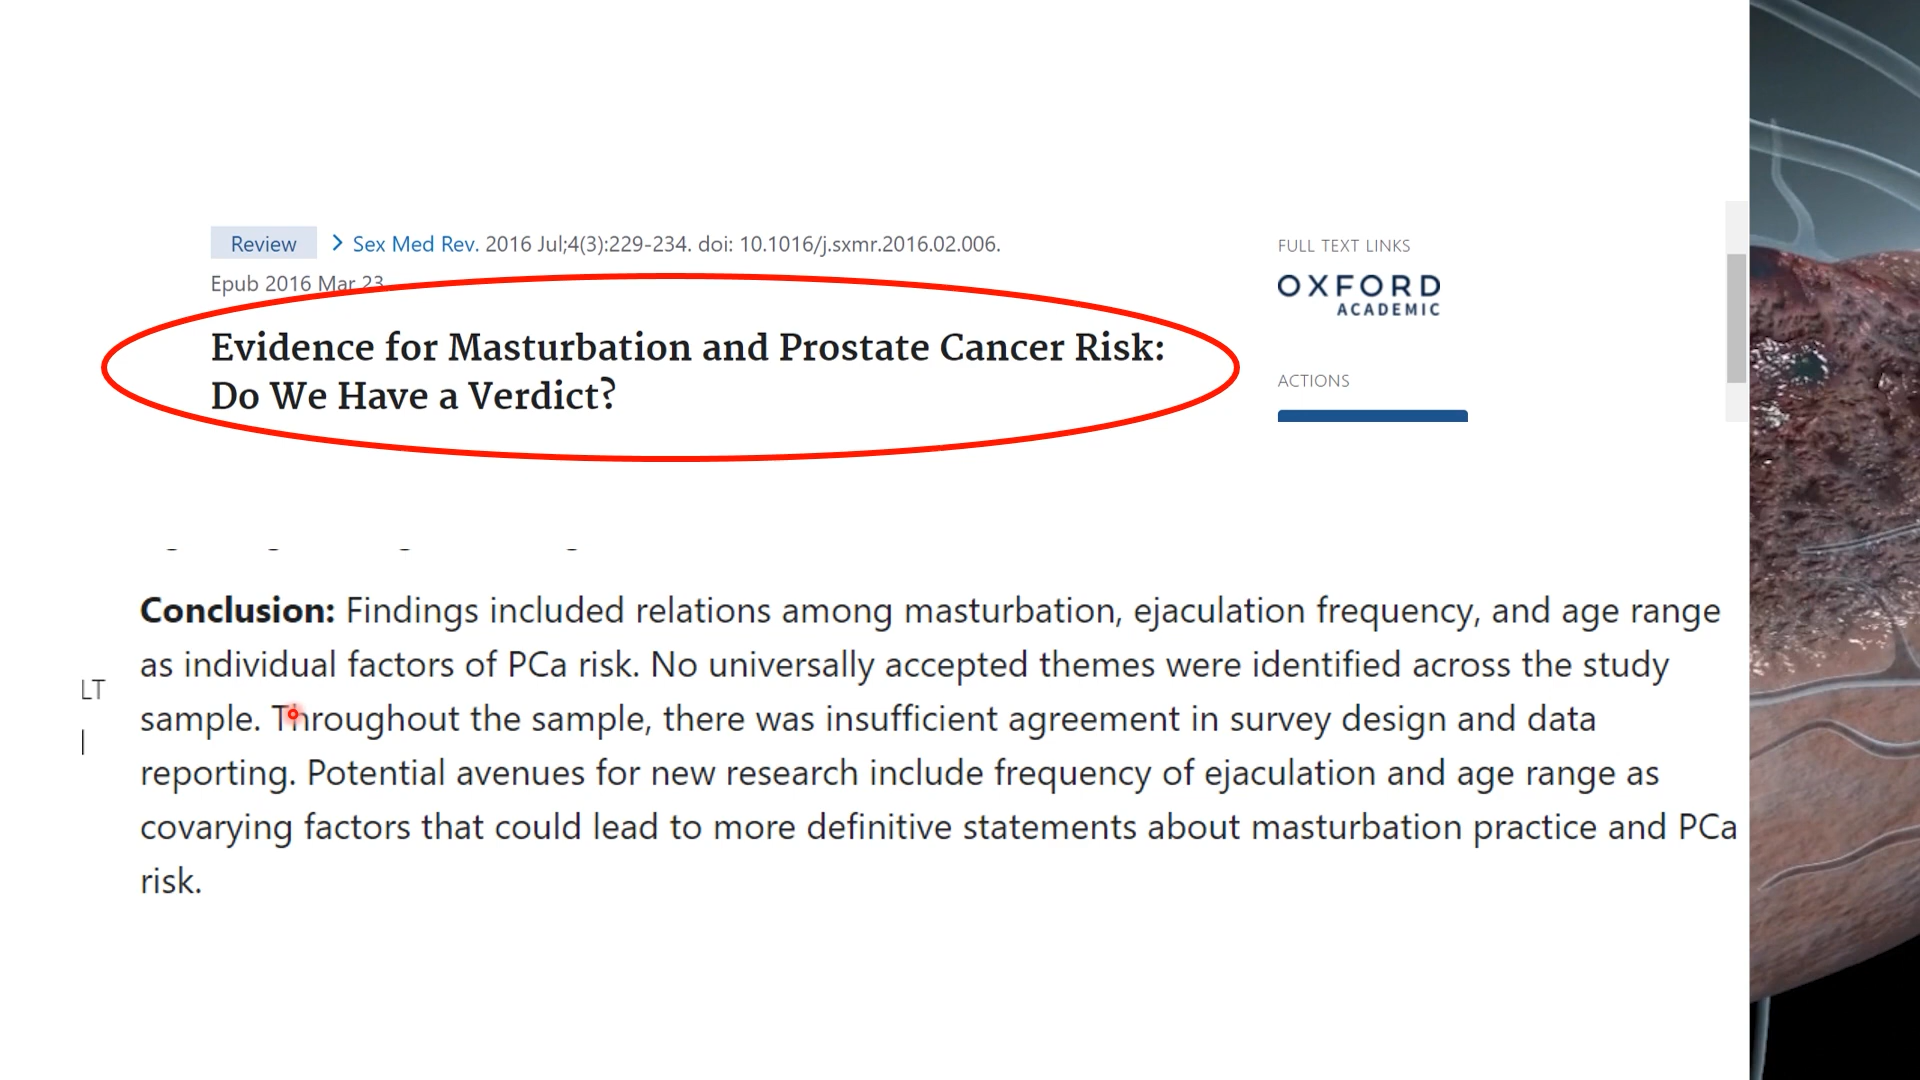 Review > Sex Med Rev. 2016 Jul;4(3):229-234. doi: 10.1016/j.sxmr.2016.02.006.
Epub 2016 Mar 23.
Evidence for Masturbation and Prostate Cancer Risk:
Do We Have a Verdict?
FULL TEXT LINKS
OXFORD
ACADEMIC
ACTIONS
Conclusion: Findings included relations among masturbation, ejaculation frequency, and age range
as individual factors of PCa risk. No universally accepted themes were identified across the study
sample. Throughout the sample, there was insufficient agreement in survey design and data
reporting. Potential avenues for new research include frequency of ejaculation and age range as
covarying factors that could lead to more definitive statements about masturbation practice and PCa
risk.
LT